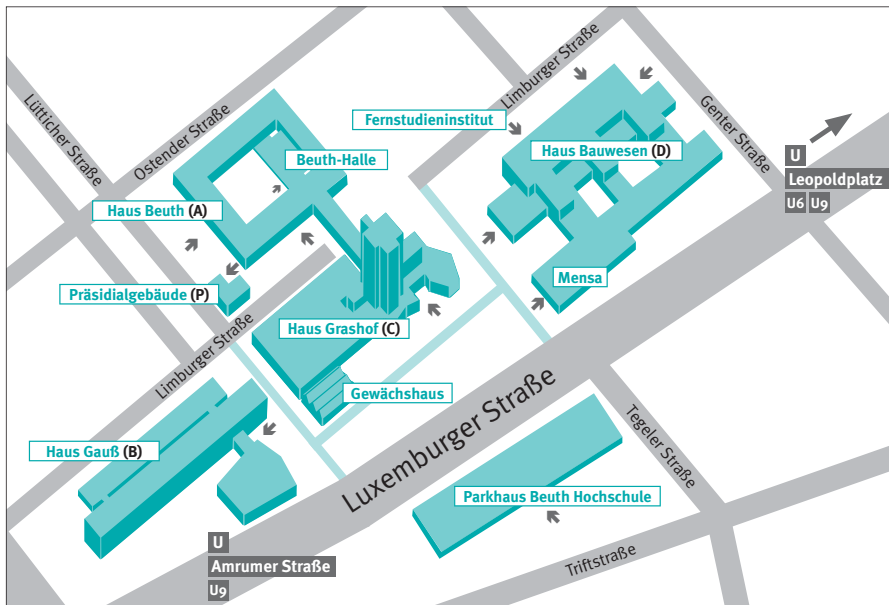 Limburger Straße
Lütticher Straße
Ostender Straße
Genter Straße
Fernstudieninstitut
Haus Bauwesen (D)
Beuth-Halle
U
Leopoldplatz
U6 U9
Haus Beuth (A)
Präsidialgebäude (P)
Mensa
Haus Grashof (C)
Limburger Straße
Gewächshaus
Luxemburger Straße
Tegeler Straße
Haus Gauß (B)
Parkhaus Beuth Hochschule
U
Amrumer Straße
U9
Triftstraße